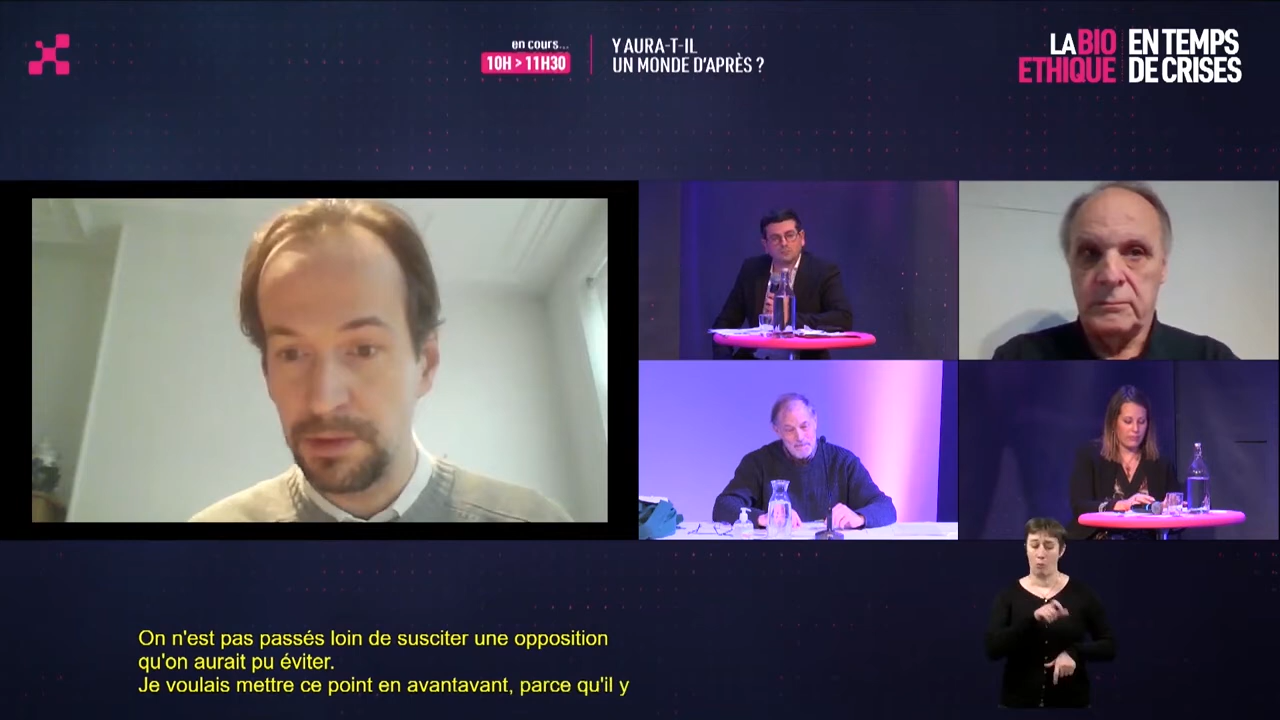 en cours...
10H > 11H30
Y AURA-T-IL
UN MONDE D'APRÈS ?
LA BIO
ETHIQUE
EN TEMPS
DE CRISES
On n'est pas passés loin de susciter une opposition
qu'on aurait pu éviter.
Je voulais mettre ce point en avantavant, parce qu'il y